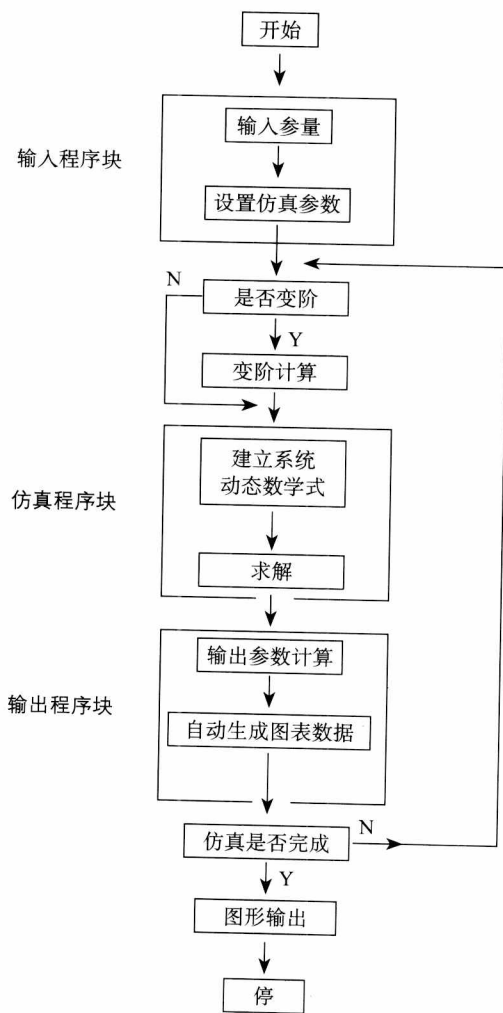 开始
输入程序块
输入参量
设置仿真参数
N
是否变阶
Y
变阶计算
仿真程序块
建立系统
动态数学式
求解
输出程序块
输出参数计算
自动生成图表数据
仿真是否完成
N
Y
图形输出
停